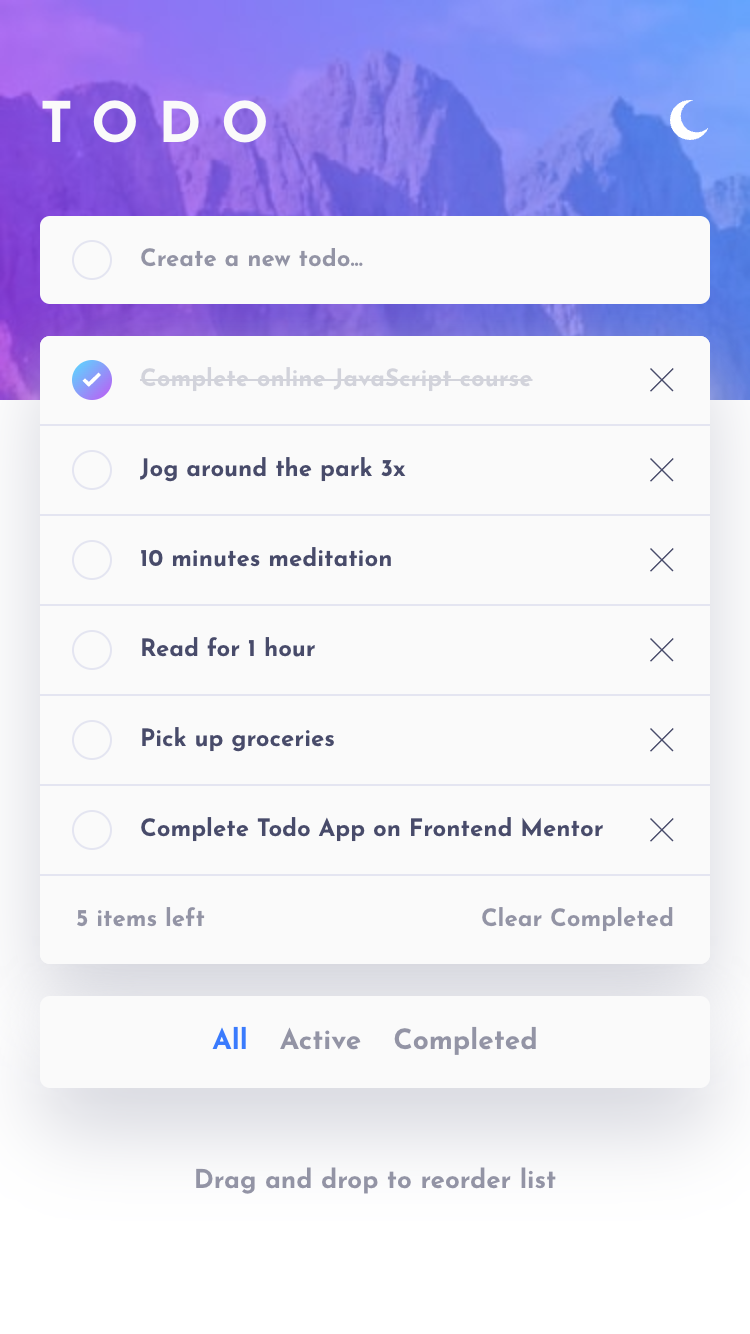 TODO
Create a new todo...
Complete online JavaScript course
Jog around the park 3x
10 minutes meditation
Read for 1 hour
Pick up groceries
Complete Todo App on Frontend Mentor
5 items left Clear Completed
All Active Completed
Drag and drop to reorder list